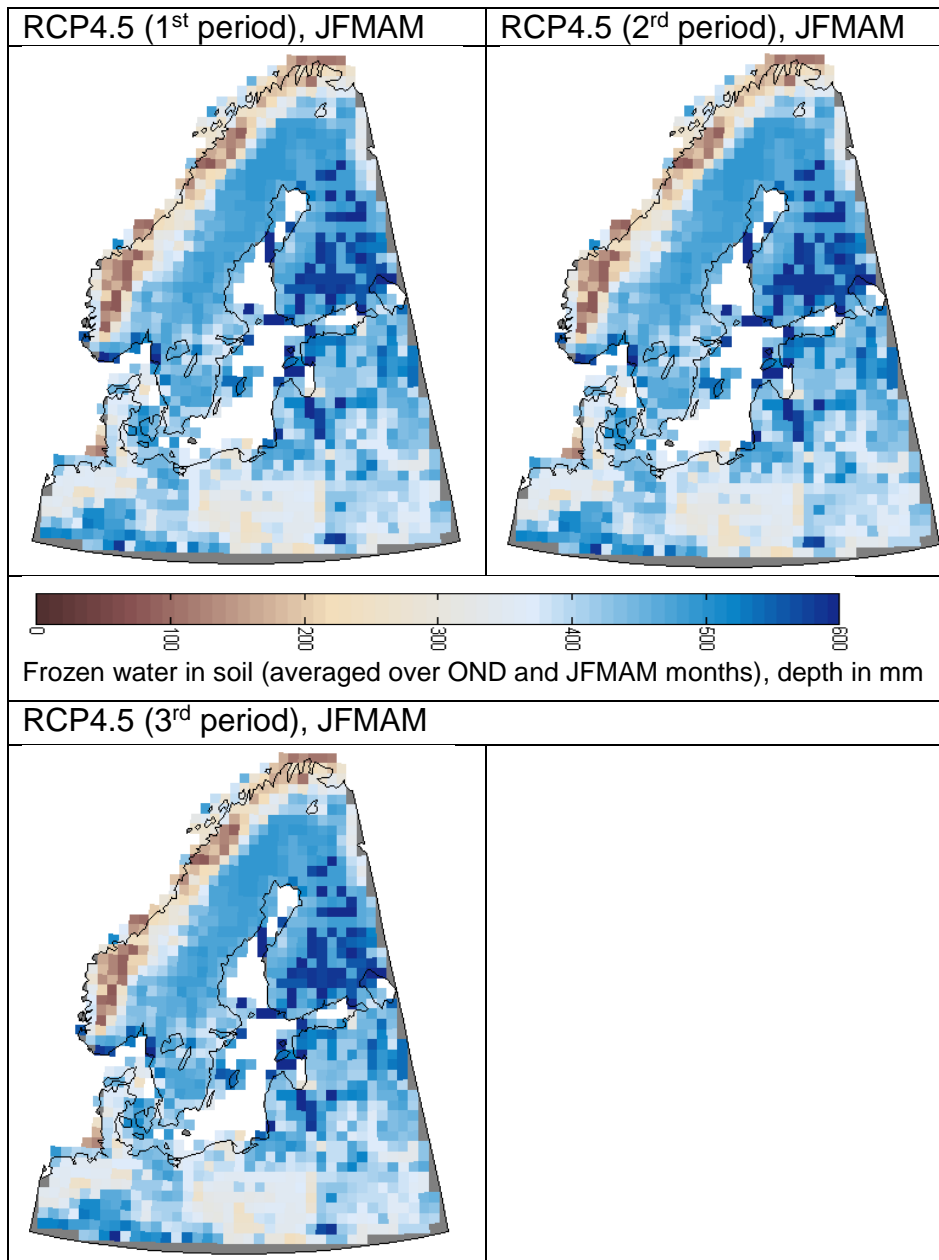 RCP4.5 (1st period), JFMAM
RCP4.5 (2rd period), JFMAM
0 100 200 300 400 500 600
Frozen water in soil (averaged over OND and JFMAM months), depth in mm
RCP4.5 (3rd period), JFMAM